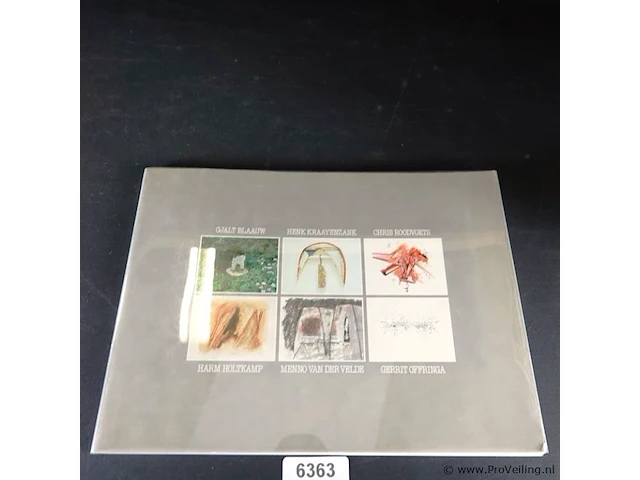 GJALT BLAAUW HENK KRAAYENZANK CHRIS ROODVOETS
HARM HOLTKAMP MENNO VAN DER VELDE GERRIT OFFRINGA
6363
© www.ProVeiling.nl